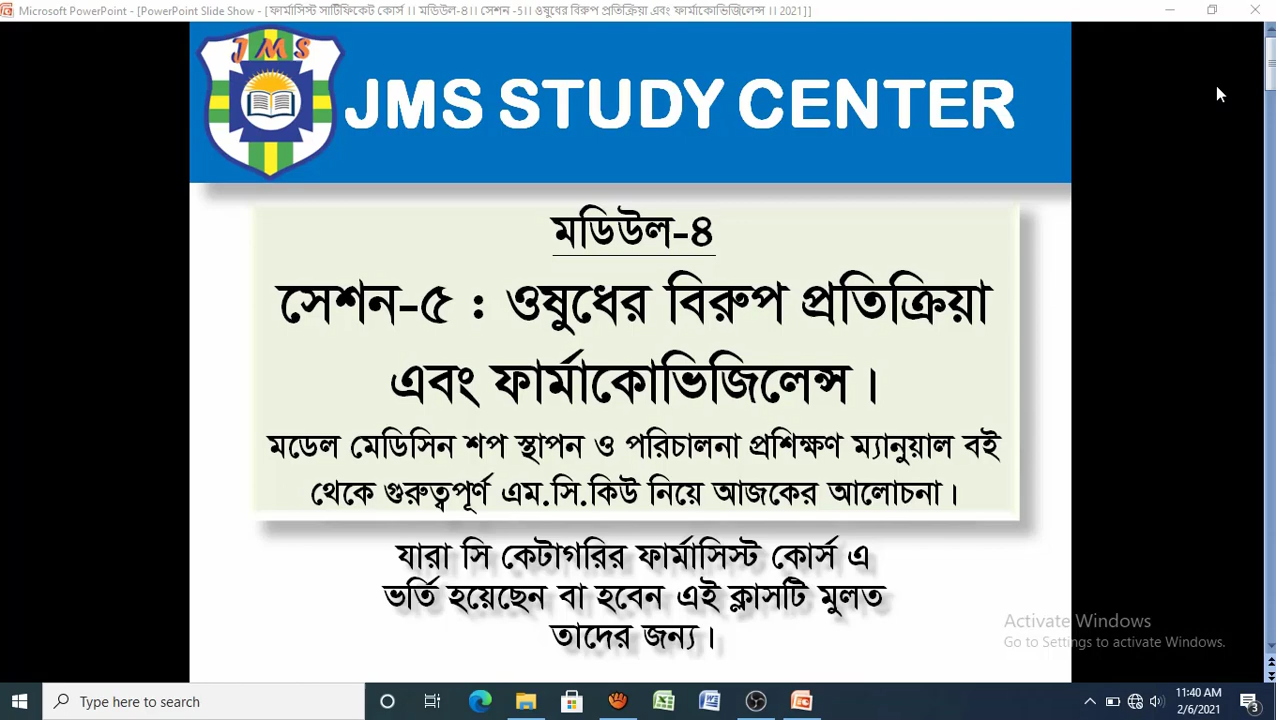 Microsoft PowerPoint - [PowerPoint Slide Show - [ফার্মাসিস্ট সার্টিফিকেট কোর্স ।। মডিউল-৪।। সেশন -5।। ওষুধের বিরুপ প্রতিক্রিয়া এবং ফার্মাকোভিজিলেন্স ।। 2021]]
JMS
JMS STUDY CENTER
মডিউল-৪
সেশন-৫ : ওষুধের বিরুপ প্রতিক্রিয়া
এবং ফার্মাকোভিজিলেন্স ।
মডেল মেডিসিন শপ স্থাপন ও পরিচালনা প্রশিক্ষণ ম্যানুয়াল বই
থেকে গুরুত্বপূর্ণ এম.সি.কিউ নিয়ে আজকের আলোচনা ।
যারা সি কেটাগরির ফার্মাসিস্ট কোর্স এ
ভর্তি হয়েছেন বা হবেন এই ক্লাসটি মুলত
তাদের জন্য ।
Activate Windows
Go to Settings to activate Windows.
Type here to search
11:40 AM
2/6/2021
3